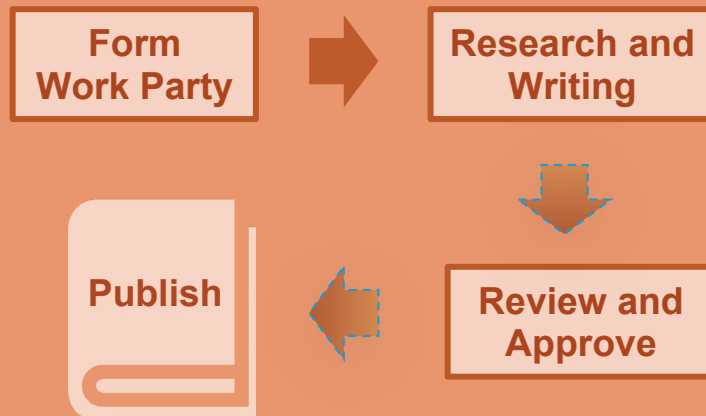 Form
Work Party
Research and
Writing
Review and
Approve
Publish